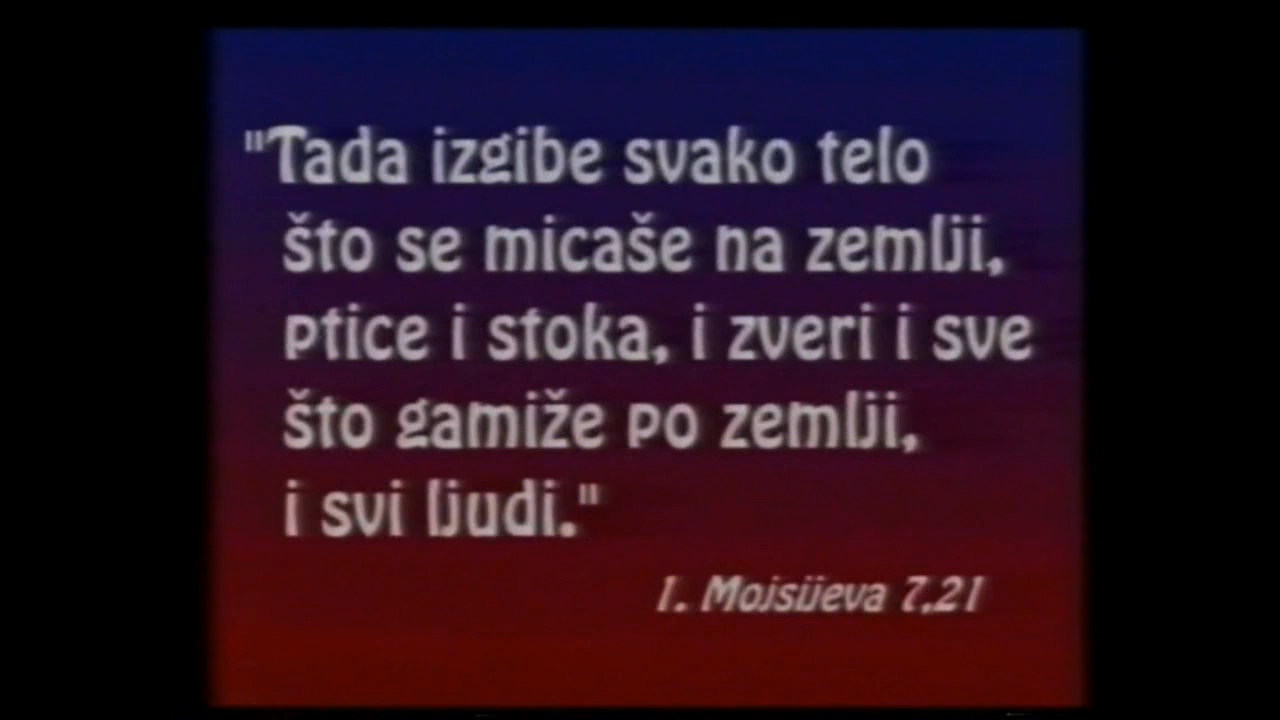 "Tada izgibe svako telo
što se micaše na zemlji,
ptice i stoka, i zveri i sve
što gamiže po zemlji,
i svi ljudi."
1. Mojsijeva 7,21